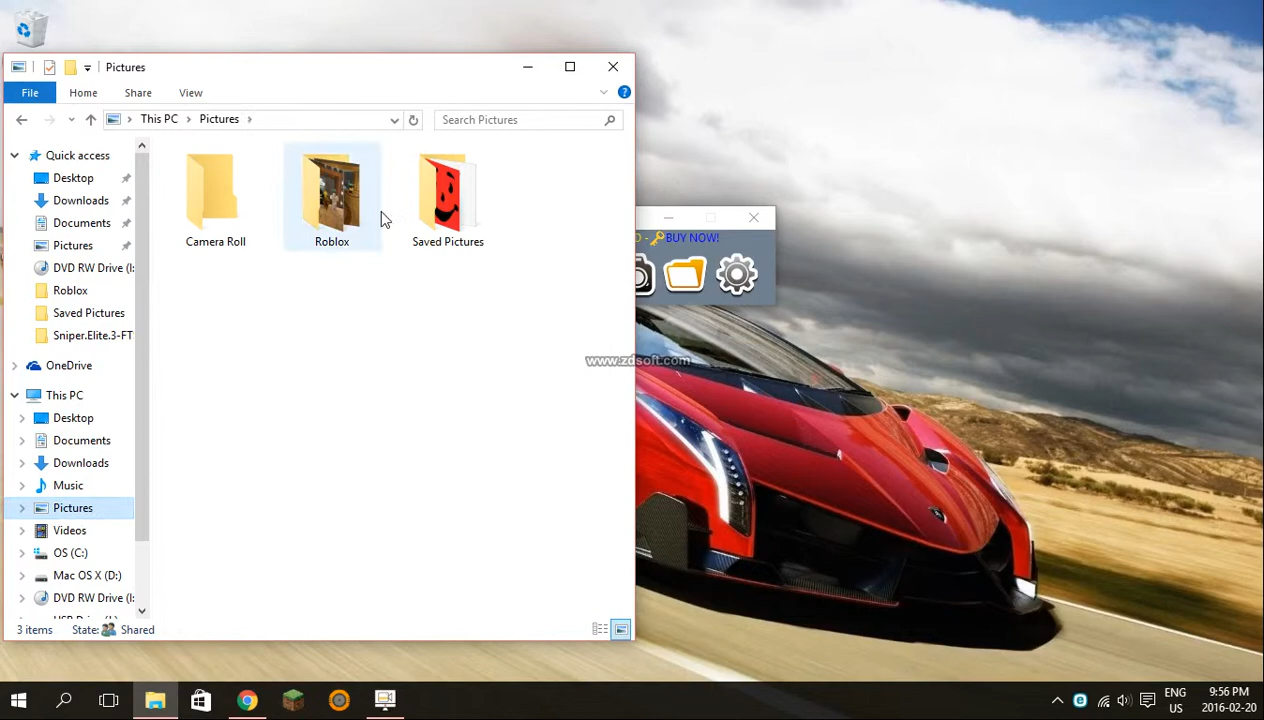 Pictures
File Home Share View
This PC Pictures
Search Pictures
D - BUY NOW!
Quick access
Desktop
Downloads
Documents
Pictures
DVD RW Drive (I:
Roblox
Saved Pictures
Sniper.Elite.3-FT
OneDrive
This PC
Desktop
Documents
Downloads
Music
Pictures
Videos
OS (C:)
Mac OS X (D:)
DVD RW Drive (I:
Camera Roll
Roblox
Saved Pictures
www.zdsoft.com
3 items State: Shared
ENG
US
9:56 PM
2016-02-20